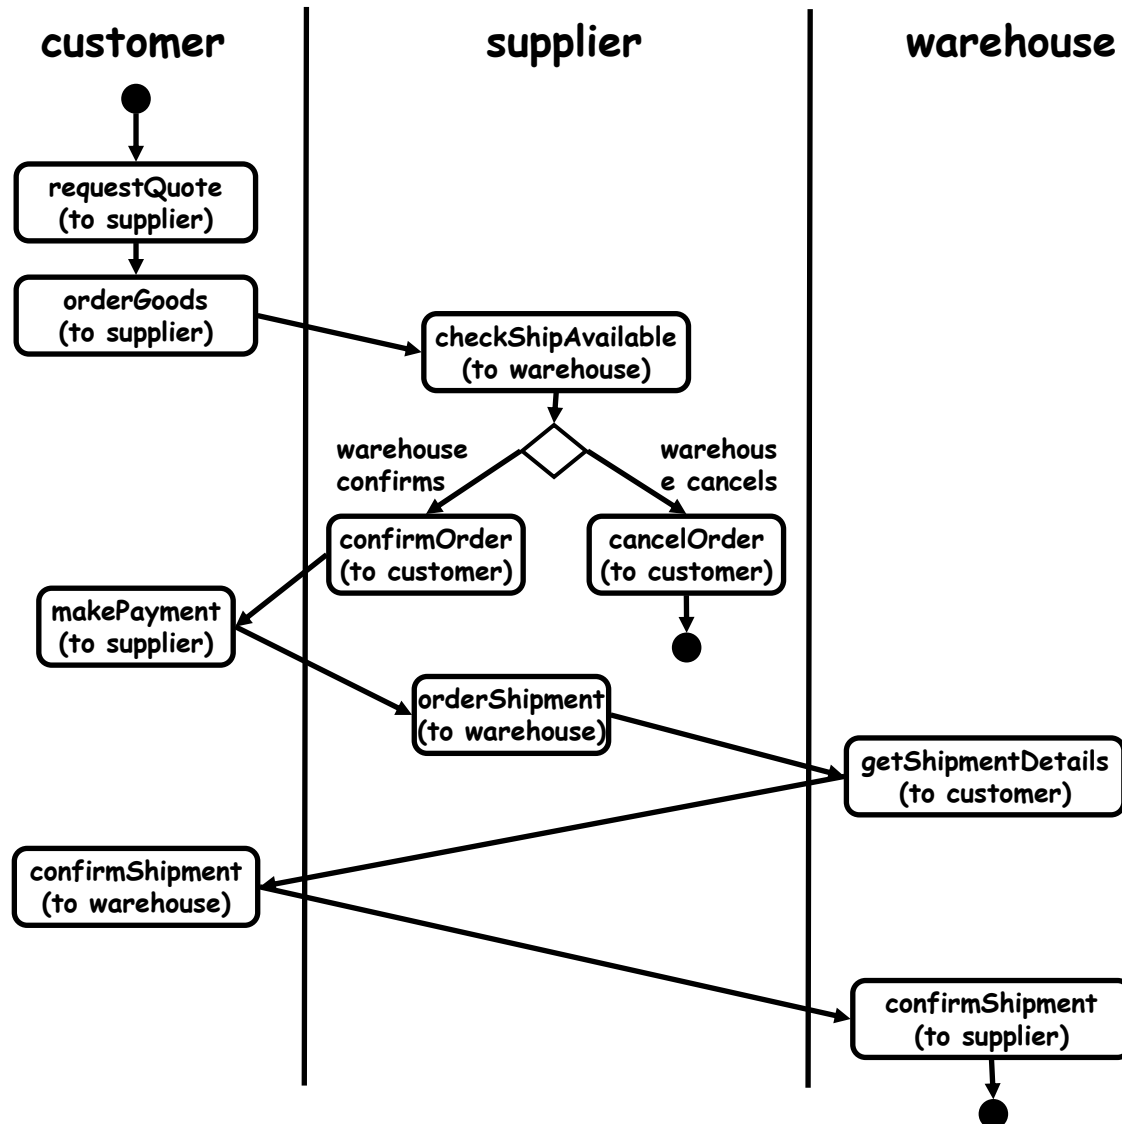 customer
supplier
warehouse
requestQuote
(to supplier)
orderGoods
(to supplier)
checkShipAvailable
(to warehouse)
warehouse
confirms
warehous
e cancels
confirmOrder
(to customer)
cancelOrder
(to customer)
makePayment
(to supplier)
orderShipment
(to warehouse)
getShipmentDetails
(to customer)
confirmShipment
(to warehouse)
confirmShipment
(to supplier)